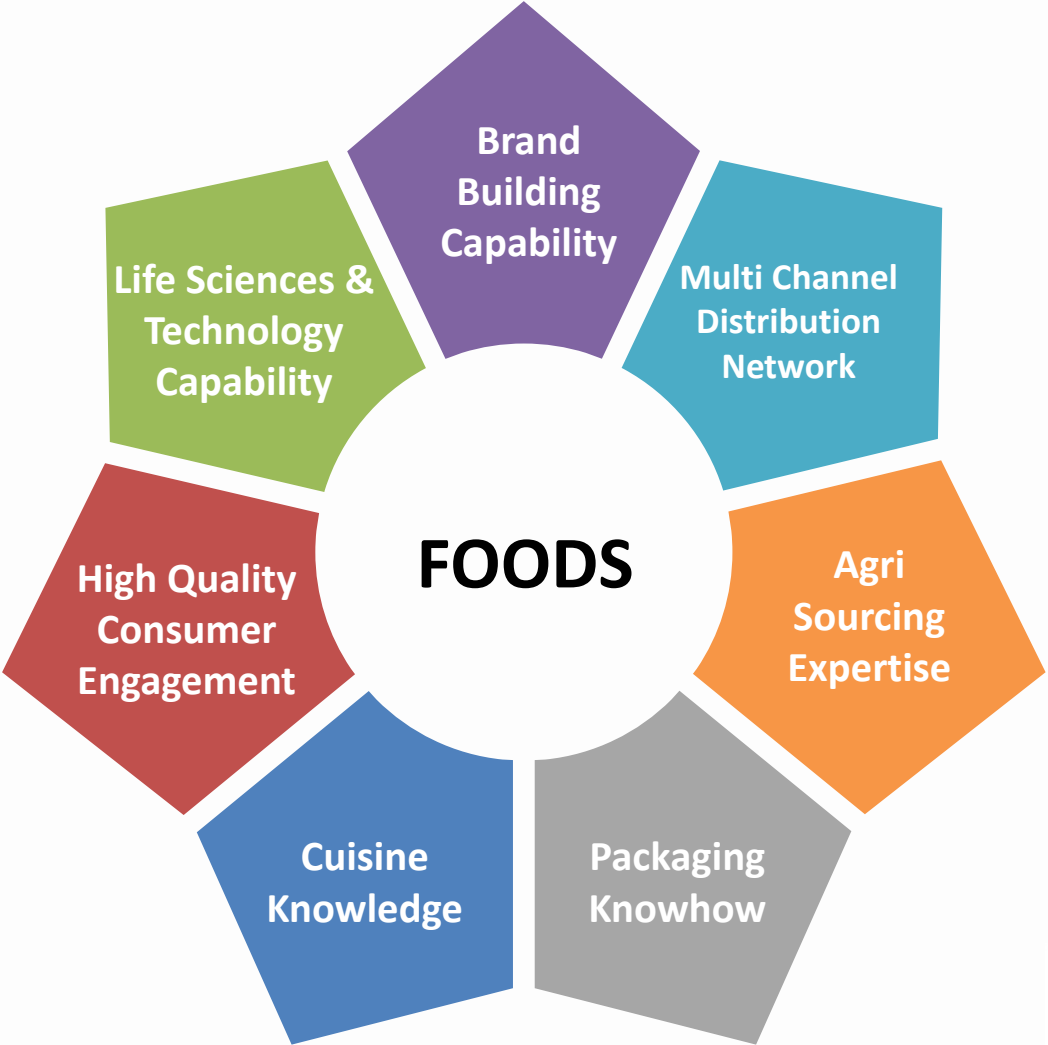 Brand
Building
Capability
Multi Channel
Distribution
Network
Agri
Sourcing
Expertise
Packaging
Knowhow
Cuisine
Knowledge
High Quality
Consumer
Engagement
Life Sciences &
Technology
Capability
FOODS